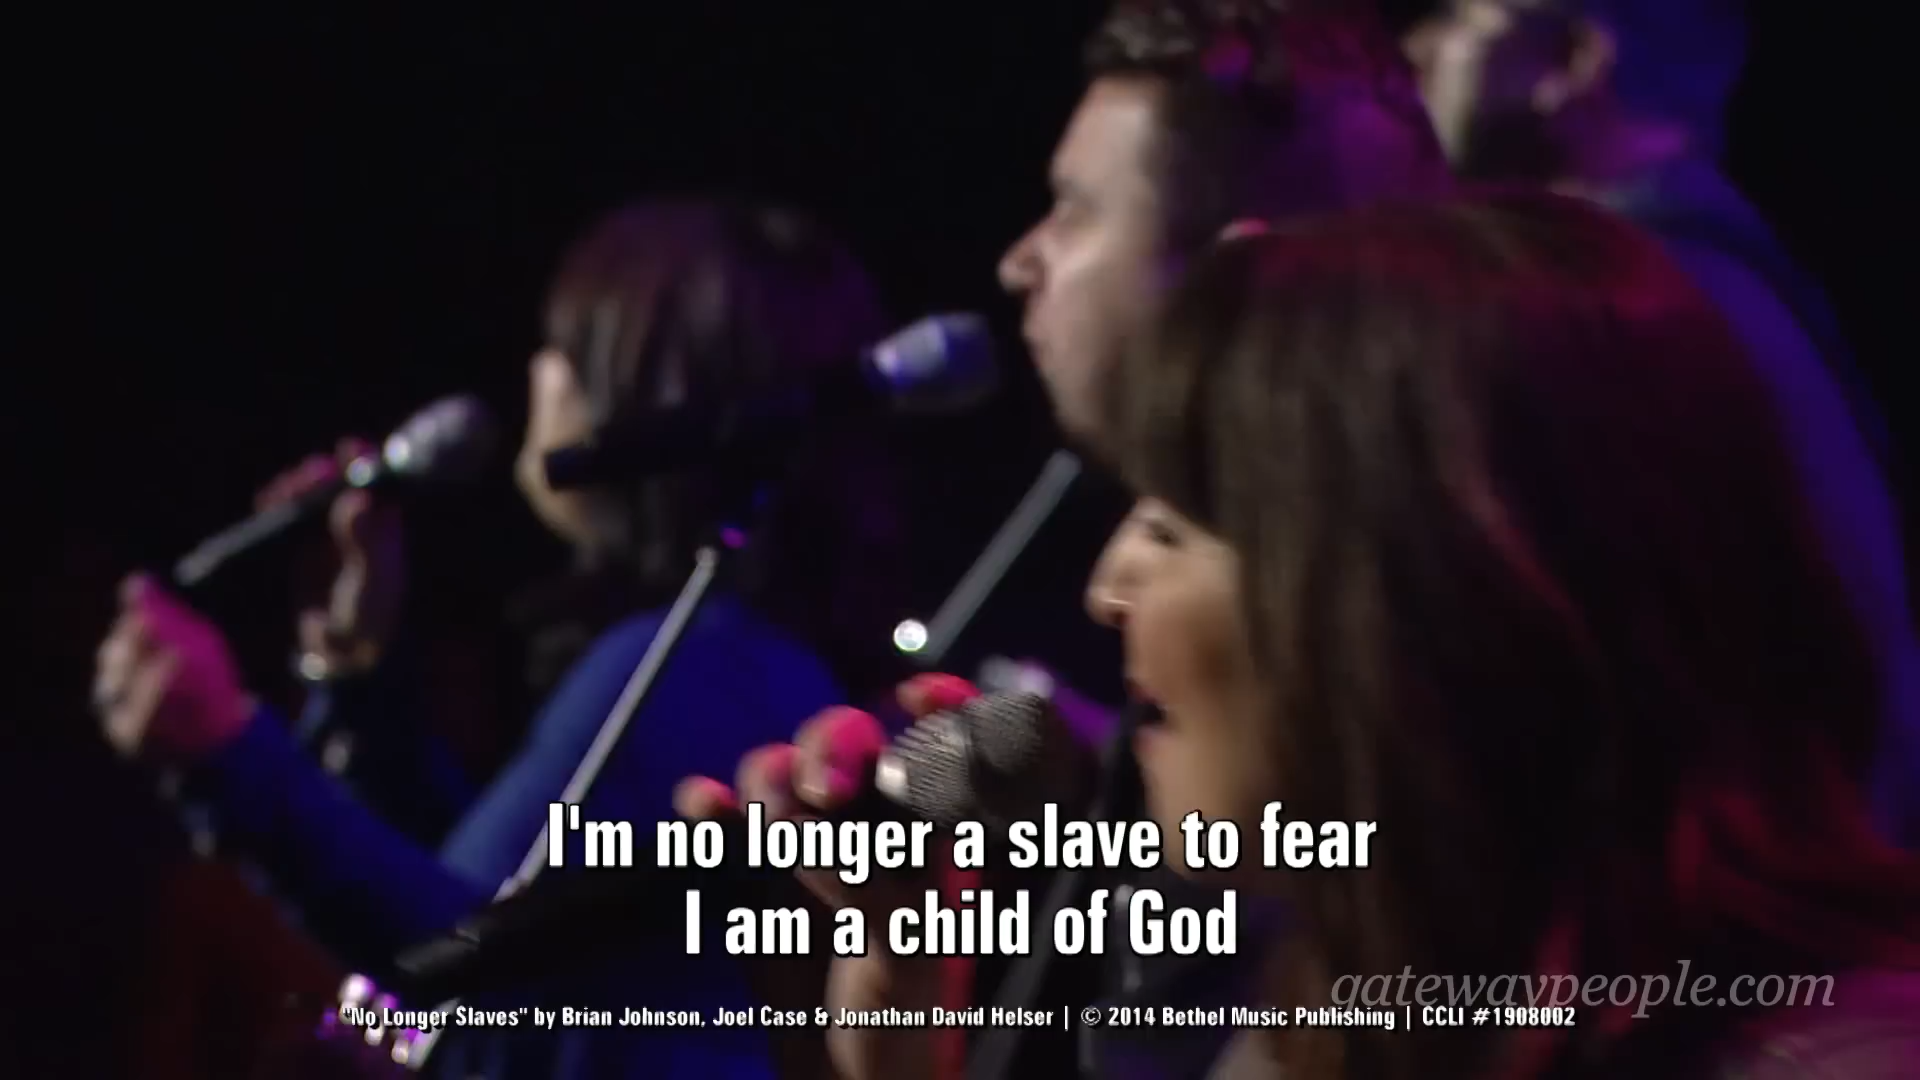 I'm no longer a slave to fear
I am a child of God
gatewaypeople.com
"No Longer Slaves" by Brian Johnson, Joel Case & Jonathan David Helser | © 2014 Bethel Music Publishing | CCLI #1908002